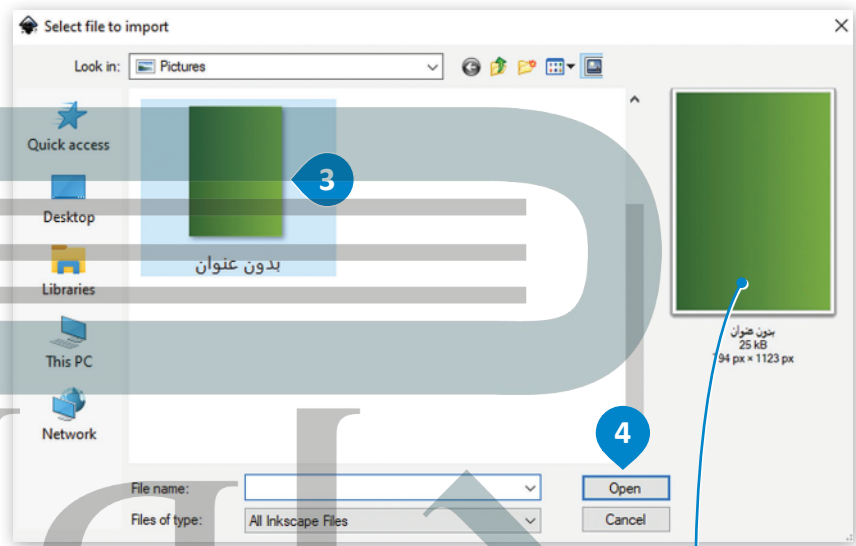 Select file to import
Look in: Pictures
Quick access
Desktop
Libraries
This PC
Network
3
بدون عنوان
بدون عنوان
25 kB
794 px × 1123 px
4
File name:
Open
Files of type: All Inkscape Files
Cancel